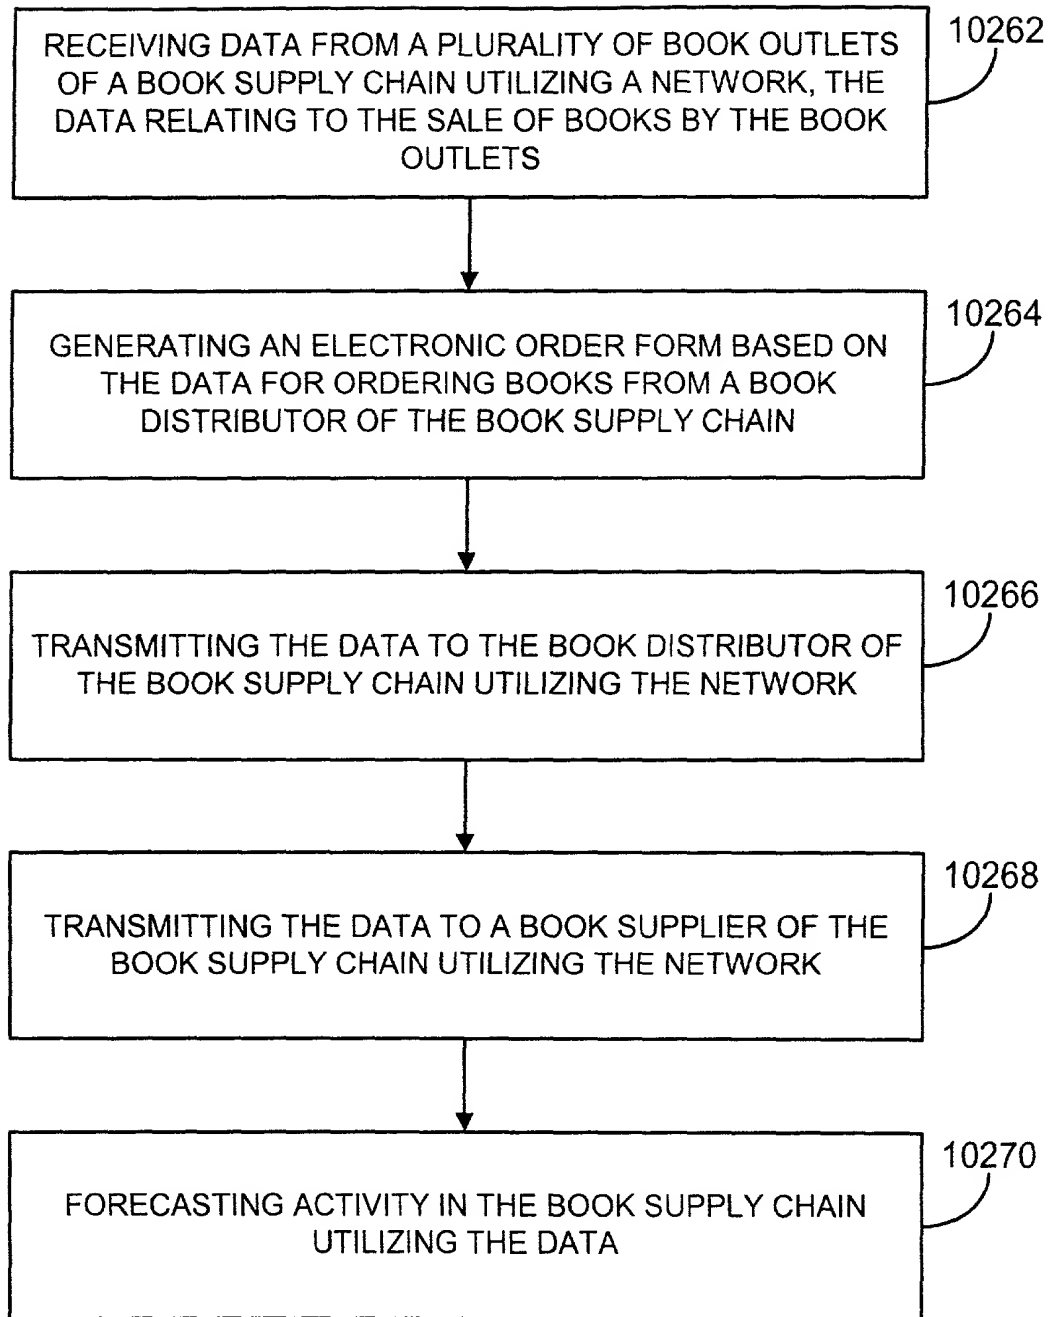 RECEIVING DATA FROM A PLURALITY OF BOOK OUTLETS
OF A BOOK SUPPLY CHAIN UTILIZING A NETWORK, THE
DATA RELATING TO THE SALE OF BOOKS BY THE BOOK
OUTLETS
10262
GENERATING AN ELECTRONIC ORDER FORM BASED ON
THE DATA FOR ORDERING BOOKS FROM A BOOK
DISTRIBUTOR OF THE BOOK SUPPLY CHAIN
10264
TRANSMITTING THE DATA TO THE BOOK DISTRIBUTOR OF
THE BOOK SUPPLY CHAIN UTILIZING THE NETWORK
10266
TRANSMITTING THE DATA TO A BOOK SUPPLIER OF THE
BOOK SUPPLY CHAIN UTILIZING THE NETWORK
10268
FORECASTING ACTIVITY IN THE BOOK SUPPLY CHAIN
UTILIZING THE DATA
10270